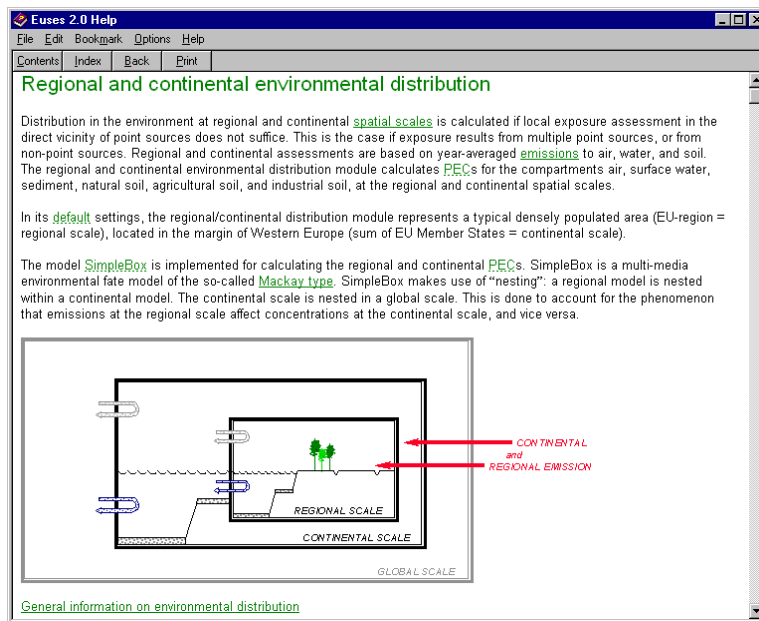 Euses 2.0 Help
File Edit Bookmark Options Help
Contents Index Back Print
Regional and continental environmental distribution
Distribution in the environment at regional and continental spatial scales is calculated if local exposure assessment in the
direct vicinity of point sources does not suffice. This is the case if exposure results from multiple point sources, or from
non-point sources. Regional and continental assessments are based on year-averaged emissions to air, water, and soil.
The regional and continental environmental distribution module calculates PECs for the compartments air, surface water,
sediment, natural soil, agricultural soil, and industrial soil, at the regional and continental spatial scales.
In its default settings, the regional/continental distribution module represents a typical densely populated area (EU-region =
regional scale), located in the margin of Western Europe (sum of EU Member States = continental scale).
The model SimpleBox is implemented for calculating the regional and continental PECs. SimpleBox is a multi-media
environmental fate model of the so-called Mackay type. SimpleBox makes use of “nesting”: a regional model is nested
within a continental model. The continental scale is nested in a global scale. This is done to account for the phenomenon
that emissions at the regional scale affect concentrations at the continental scale, and vice versa.
CONTINENTAL
and
REGIONAL EMISSION
REGIONAL SCALE
CONTINENTAL SCALE
GLOBAL SCALE
General information on environmental distribution